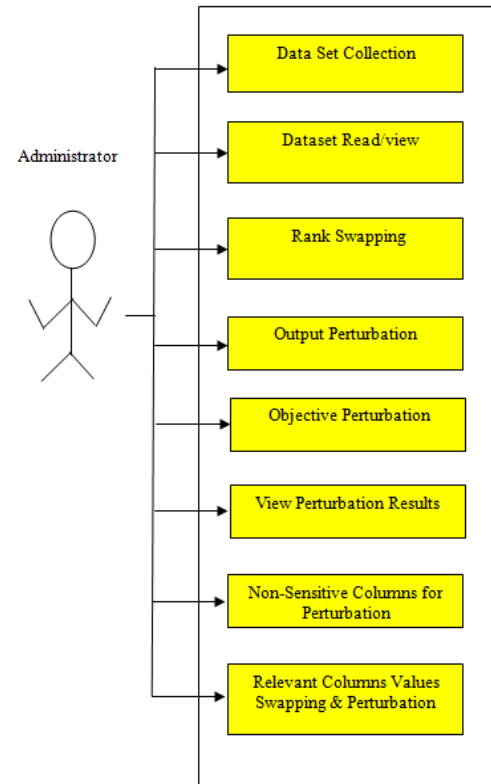 Data Set Collection
Dataset Read/view
Administrator
Rank Swapping
Output Perturbation
Objective Perturbation
View Perturbation Results
Non-Sensitive Columns for
Perturbation
Relevant Columns Values
Swapping & Perturbation